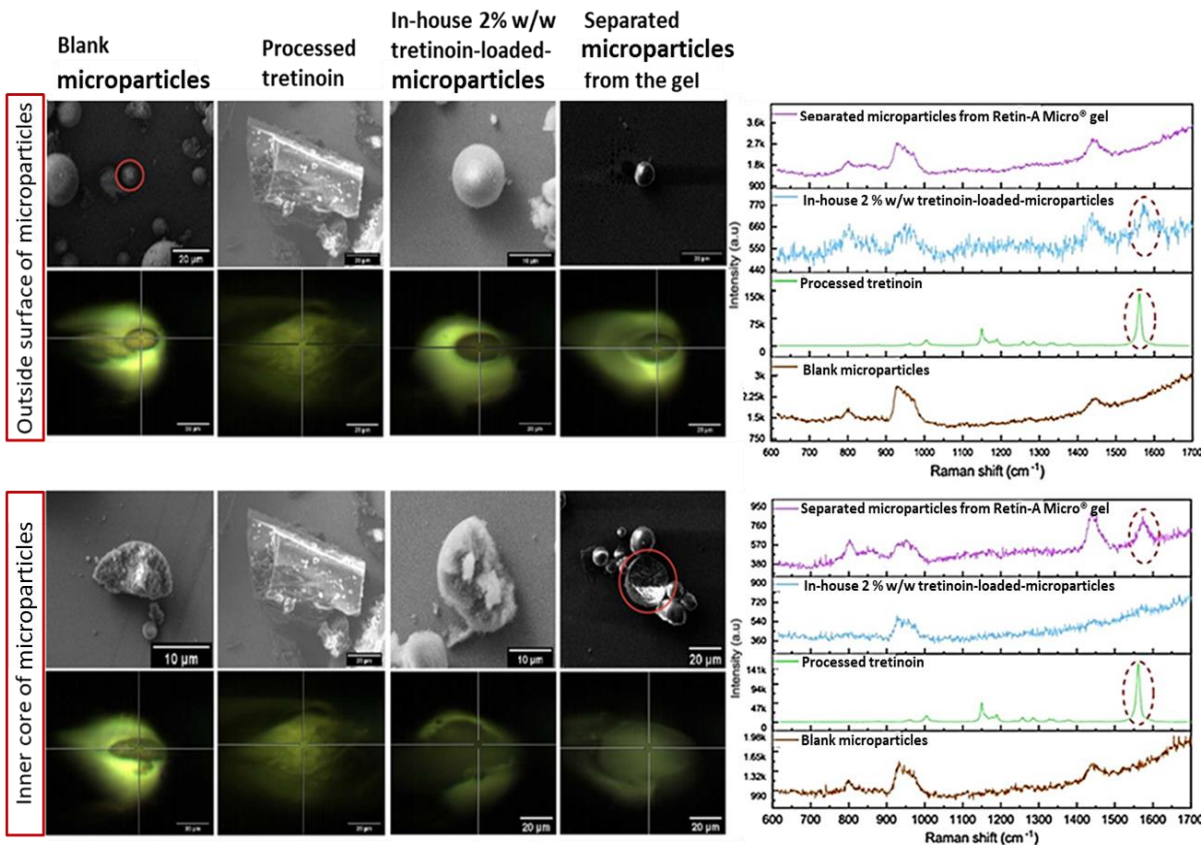 Blank
microparticles
Processed
tretinoin
In-house 2% w/w
tretinoin-loaded-
microparticles
Separated
microparticles
from the gel
Outside surface of microparticles
20 µm
20 µm
10 µm
20 µm
20 µm
20 µm
20 µm
Intensity (a.u)
Separated microparticles from Retin-A Micro® gel
3.6k
2.7k
1.8k
900
In-house 2 % w/w tretinoin-loaded-microparticles
770
660
550
440
Processed tretinoin
150k
75k
0
Blank microparticles
3k
2.25k
1.5k
750
600 700 800 900 1000 1100 1200 1300 1400 1500 1600 1700
Raman shift (cm⁻¹)
Inner core of microparticles
10 µm
20 µm
10 µm
20 µm
20 µm
20 µm
20 µm
Intensity (a.u)
Separated microparticles from Retin-A Micro® gel
950
760
570
380
In-house 2 % w/w tretinoin-loaded-microparticles
900
720
540
360
Processed tretinoin
141k
94k
47k
0
Blank microparticles
1.98k
1.65k
1.32k
990
600 700 800 900 1000 1100 1200 1300 1400 1500 1600 1700
Raman shift (cm⁻¹)